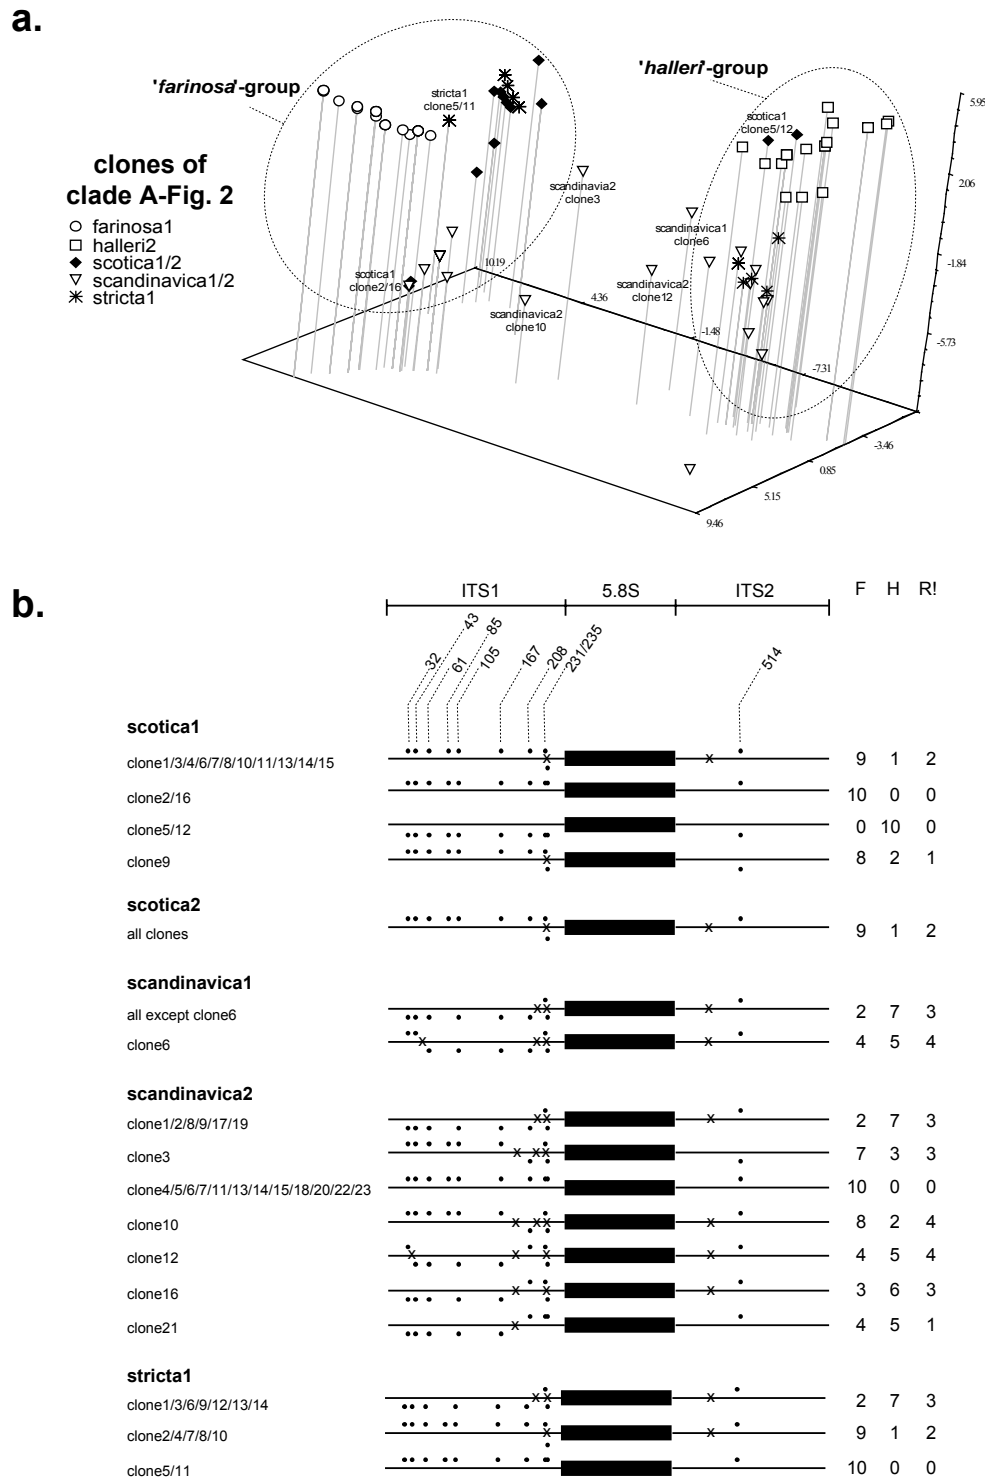 a.
'farinosa'-group
'halleri'-group
clones of
clade A-Fig. 2
farinosa1
halleri2
scotica1/2
scandinavica1/2
stricta1
stricta1
clone5/11
scotica1
clone5/12
scandinavia2
clone3
scandinavica1
clone6
scotica1
clone2/16
scandinavica2
clone10
scandinavica2
clone12
10.19
4.36
-1.48
-7.31
5.95
2.06
-1.84
-5.73
-3.46
0.85
5.15
9.46
b.
ITS1 5.8S ITS2 F H R!
32 43 61 85 105 167 208 231/235 514
scotica1
clone1/3/4/6/7/8/10/11/13/14/15 x x 9 1 2
clone2/16 10 0 0
clone5/12 0 10 0
clone9 x 8 2 1
scotica2
all clones x x 9 1 2
scandinavica1
all except clone6 x x x 2 7 3
clone6 x x x x 4 5 4
scandinavica2
clone1/2/8/9/17/19 x x x 2 7 3
clone3 x x x 7 3 3
clone4/5/6/7/11/13/14/15/18/20/22/23 10 0 0
clone10 x x x x 8 2 4
clone12 x x x x 4 5 4
clone16 x x x 3 6 3
clone21 x 4 5 1
stricta1
clone1/3/6/9/12/13/14 x x x 2 7 3
clone2/4/7/8/10 x x 9 1 2
clone5/11 10 0 0